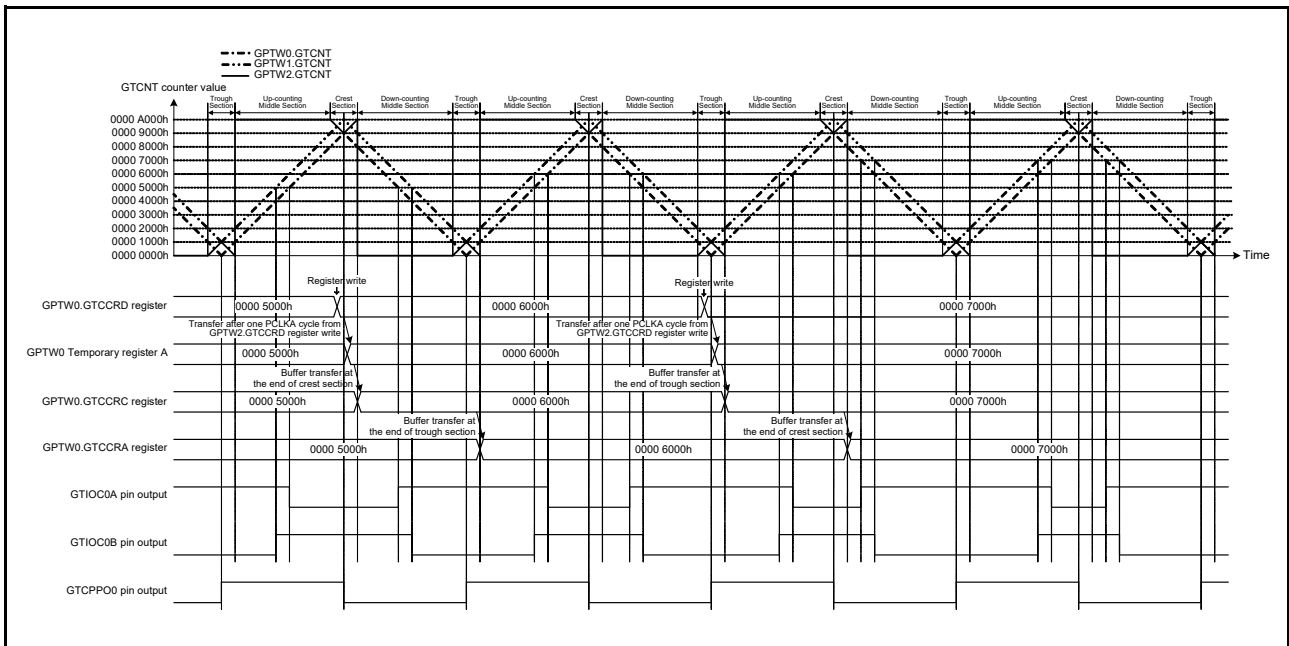 GPTW0.GTCNT
GPTW1.GTCNT
GPTW2.GTCNT
GTCNT counter value
Trough Section
Up-counting Middle Section
Crest Section
Down-counting Middle Section
Trough Section
Up-counting Middle Section
Crest Section
Down-counting Middle Section
Trough Section
Up-counting Middle Section
Crest Section
Down-counting Middle Section
Trough Section
Up-counting Middle Section
Crest Section
Down-counting Middle Section
Trough Section
0000 A000h
0000 9000h
0000 8000h
0000 7000h
0000 6000h
0000 5000h
0000 4000h
0000 3000h
0000 2000h
0000 1000h
0000 0000h
Time
Register write
Register write
GPTW0.GTCCRD register
0000 5000h
0000 6000h
0000 7000h
Transfer after one PCLKA cycle from
GPTW2.GTCCRD register write
Transfer after one PCLKA cycle from
GPTW2.GTCCRD register write
GPTW0 Temporary register A
0000 5000h
0000 6000h
0000 7000h
Buffer transfer at
the end of crest section
Buffer transfer at
the end of trough section
GPTW0.GTCCRC register
0000 5000h
0000 6000h
0000 7000h
Buffer transfer at
the end of trough section
Buffer transfer at
the end of crest section
GPTW0.GTCCRA register
0000 5000h
0000 6000h
0000 7000h
GTIOC0A pin output
GTIOC0B pin output
GTCPPO0 pin output